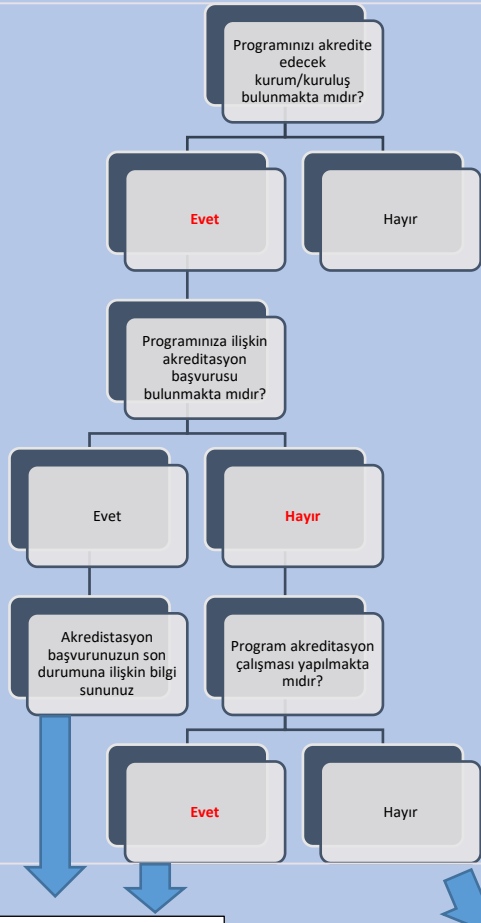 Programınızı akredite
edecek
kurum/kuruluş
bulunmakta mıdır?
Evet
Hayır
Programınıza ilişkin
akreditasyon
başvurusu
bulunmakta mıdır?
Evet
Hayır
Akredistasyon
başvurunuzun son
durumuna ilişkin bilgi
sununuz
Program akreditasyon
çalışması yapılmakta
mıdır?
Evet
Hayır